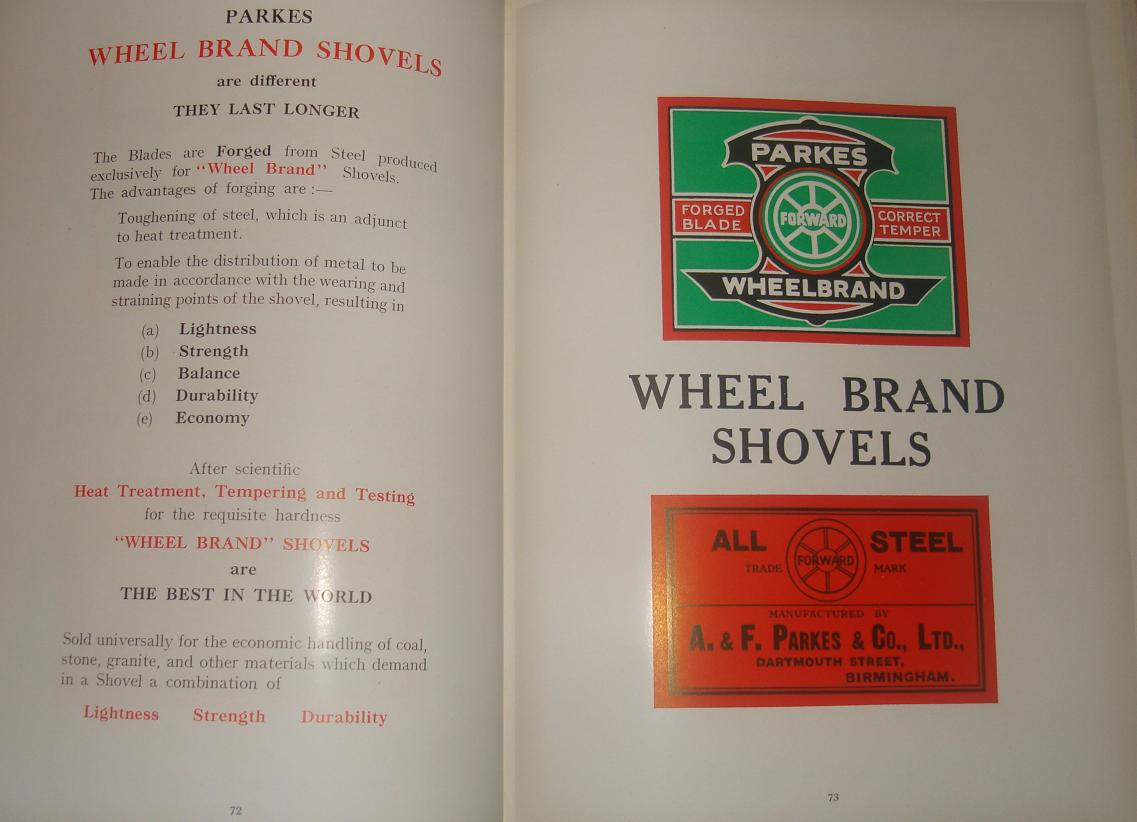 PARKES
WHEEL BRAND SHOVELS
are different
THEY LAST LONGER
The Blades are Forged from Steel produced
exclusively for "Wheel Brand" Shovels.
The advantages of forging are :—
Toughening of steel, which is an adjunct
to heat treatment.
To enable the distribution of metal to be
made in accordance with the wearing and
straining points of the shovel, resulting in
(a) Lightness
(b) Strength
(c) Balance
(d) Durability
(e) Economy
After scientific
Heat Treatment, Tempering and Testing
for the requisite hardness
"WHEEL BRAND" SHOVELS
are
THE BEST IN THE WORLD
Sold universally for the economic handling of coal,
stone, granite, and other materials which demand
in a Shovel a combination of
Lightness Strength Durability
72
PARKES
FORGED
BLADE
FORWARD
CORRECT
TEMPER
WHEELBRAND
WHEEL BRAND
SHOVELS
ALL STEEL
TRADE FORWARD MARK
MANUFACTURED BY
A. & F. PARKES & CO., LTD.,
DARTMOUTH STREET,
BIRMINGHAM.
73